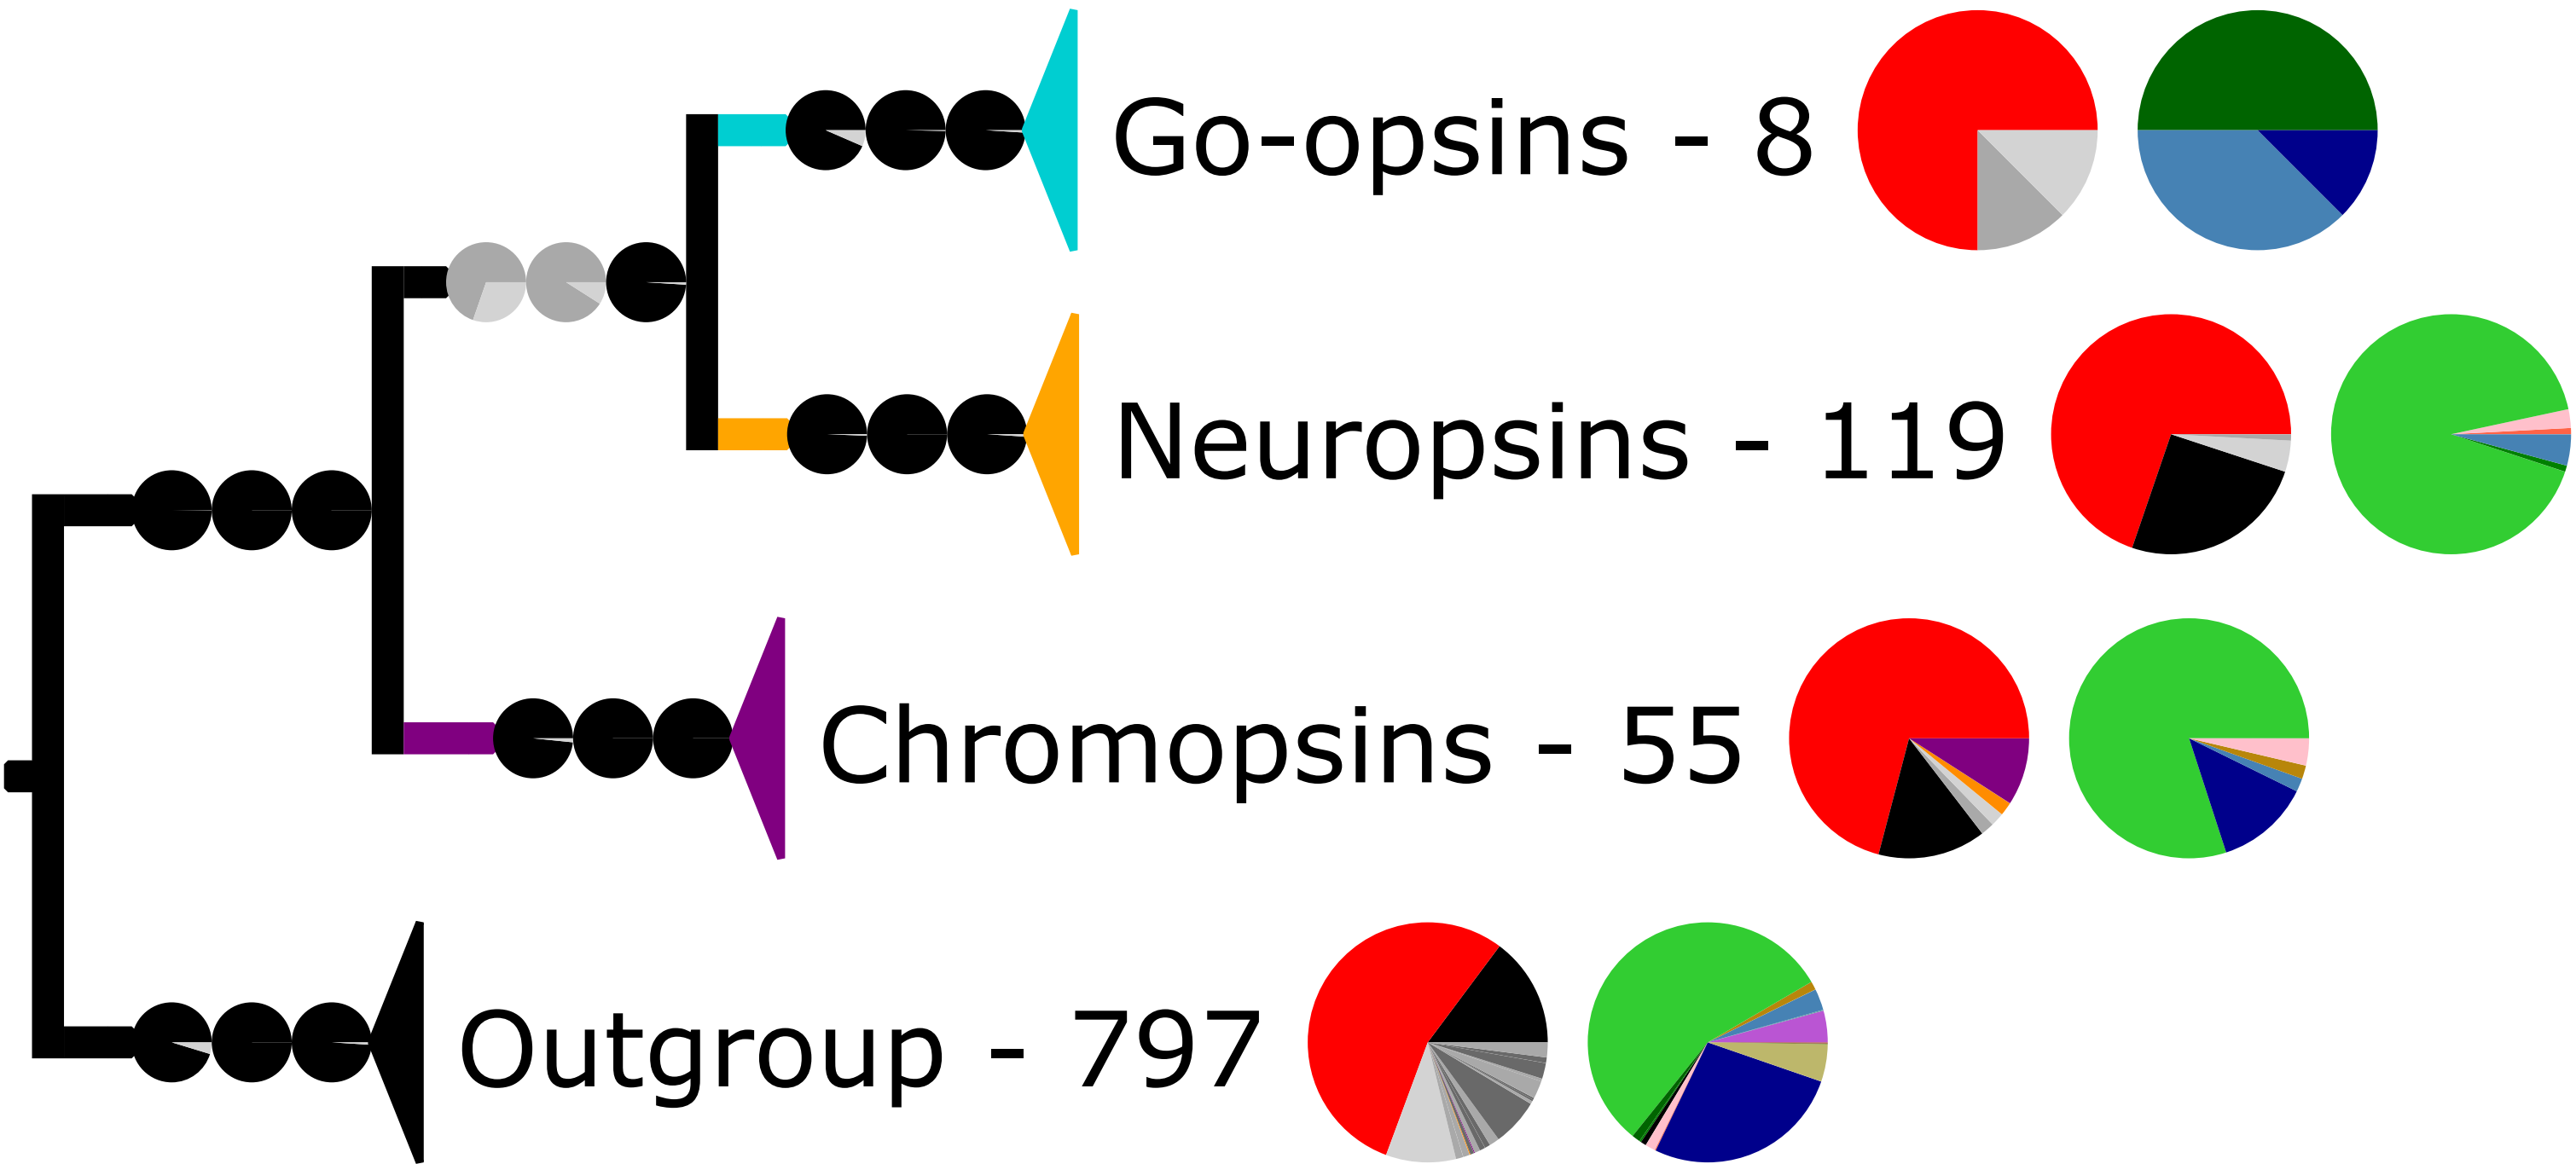 Go-opsins - 8
Neuropsins - 119
Chromopsins - 55
Outgroup - 797